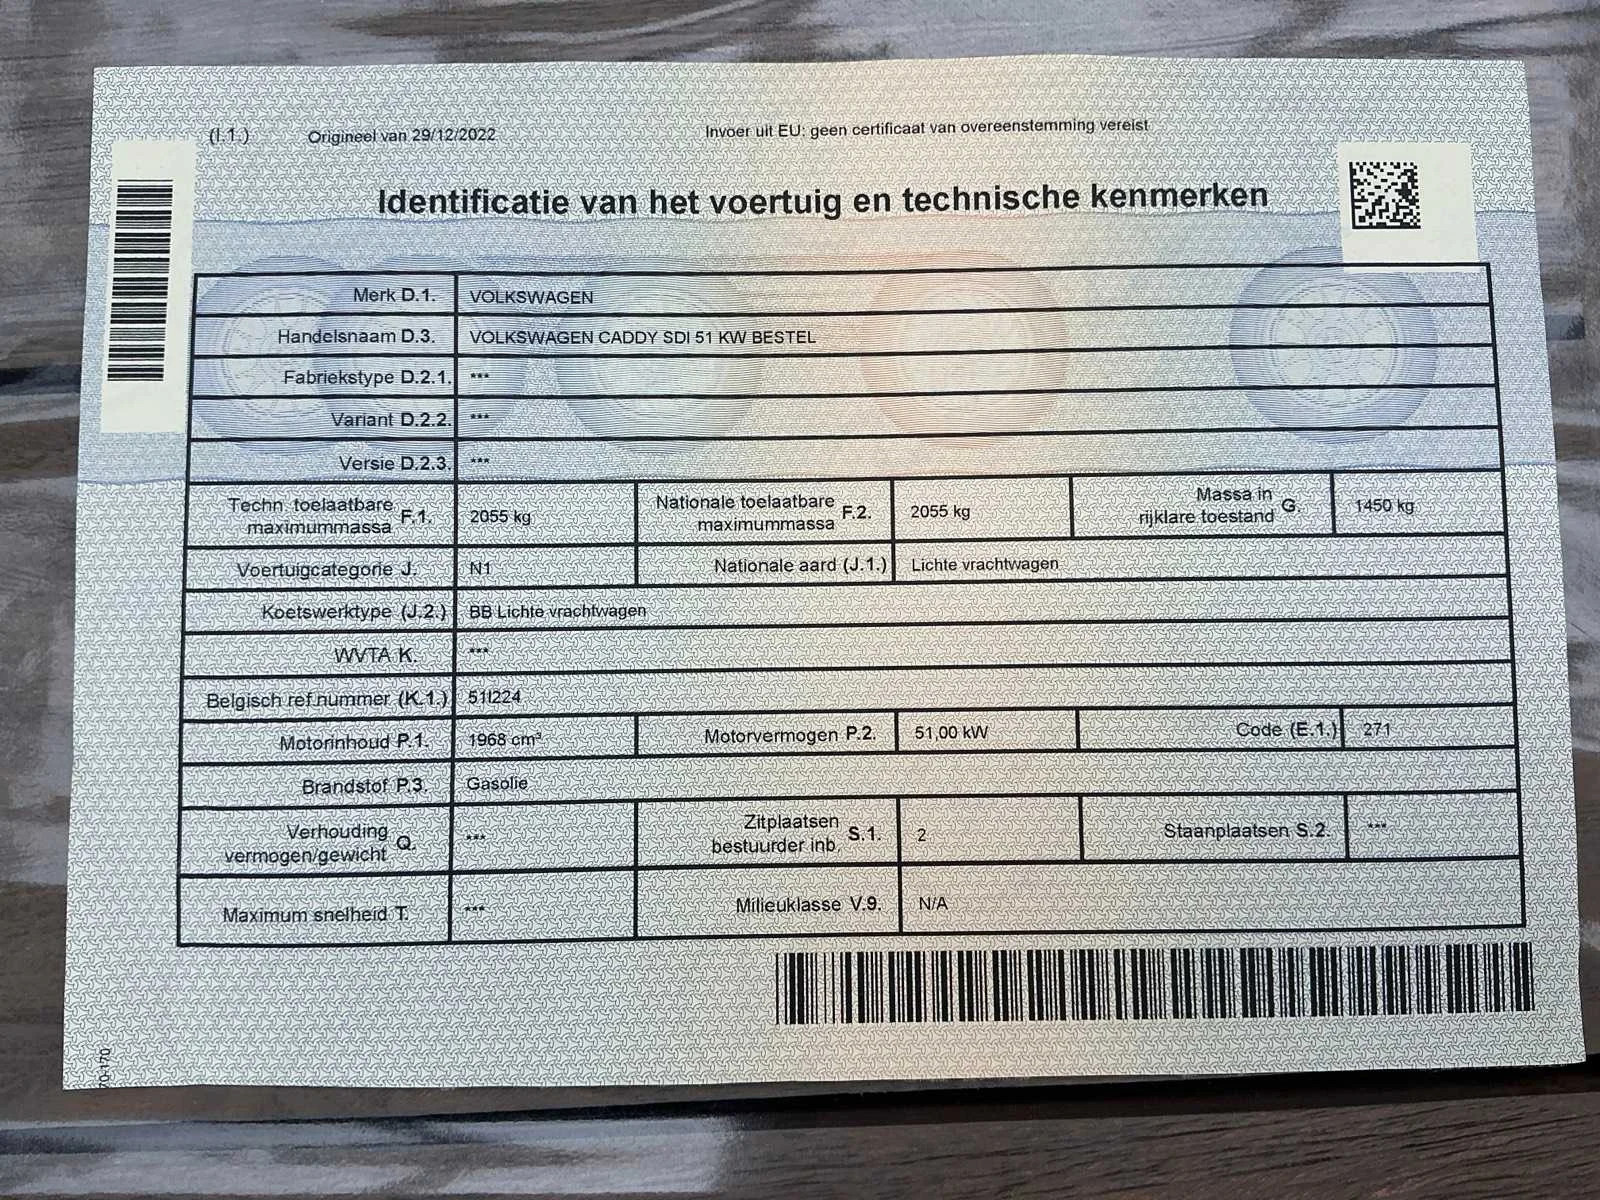 (I.1.) Origineel van 29/12/2022 Invoer uit EU: geen certificaat van overeenstemming vereist
Identificatie van het voertuig en technische kenmerken
Merk D.1. VOLKSWAGEN
Handelsnaam D.3. VOLKSWAGEN CADDY SDI 51 KW BESTEL
Fabriekstype D.2.1. ***
Variant D.2.2. ***
Versie D.2.3. ***
Techn. toelaatbare maximummassa F.1. 2055 kg Nationale toelaatbare maximummassa F.2. 2055 kg Massa in rijklare toestand G. 1450 kg
Voertuigcategorie J. N1 Nationale aard (J.1.) Lichte vrachtwagen
Koetswerktype (J.2.) BB Lichte vrachtwagen
WVTA K. ***
Belgisch ref.nummer (K.1.) 51I224
Motorinhoud P.1. 1968 cm³ Motorvermogen P.2. 51,00 kW Code (E.1.) 271
Brandstof P.3. Gasolie
Verhouding vermogen/gewicht Q. *** Zitplaatsen bestuurder inb. S.1. 2 Staanplaatsen S.2. ***
Maximum snelheid T. *** Milieuklasse V.9. N/A
70-170